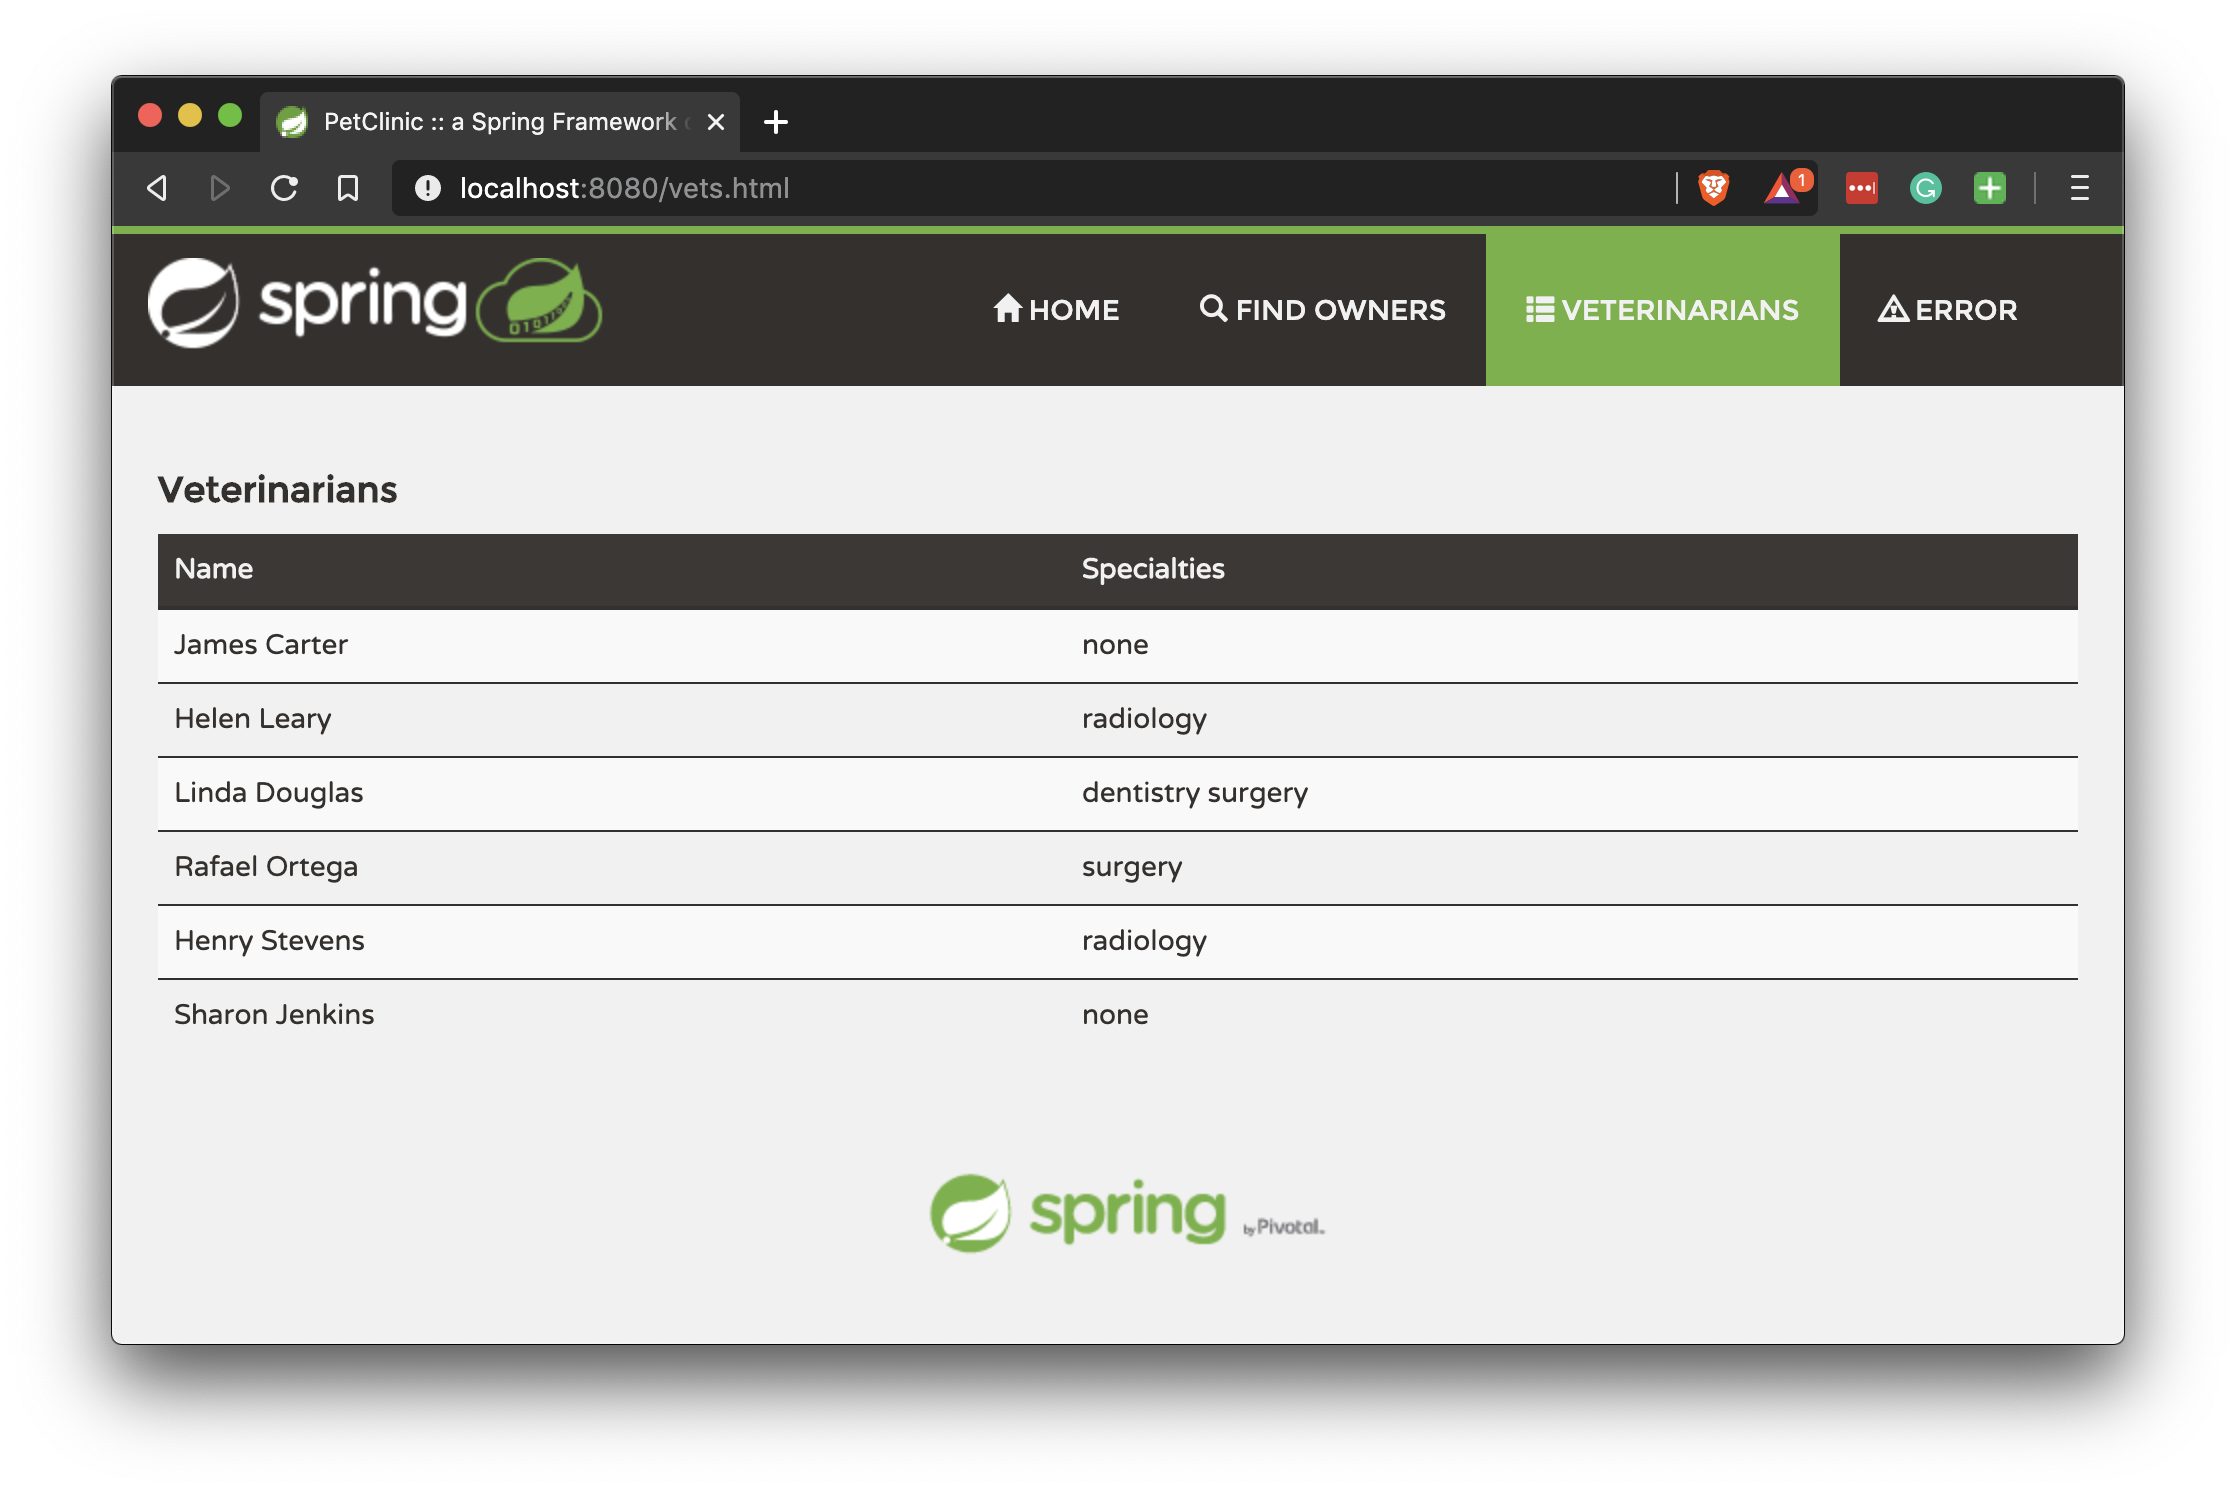 PetClinic :: a Spring Framework
localhost:8080/vets.html
1
spring
HOME
FIND OWNERS
VETERINARIANS
ERROR
Veterinarians
Name Specialties
James Carter none
Helen Leary radiology
Linda Douglas dentistry surgery
Rafael Ortega surgery
Henry Stevens radiology
Sharon Jenkins none
spring by Pivotal